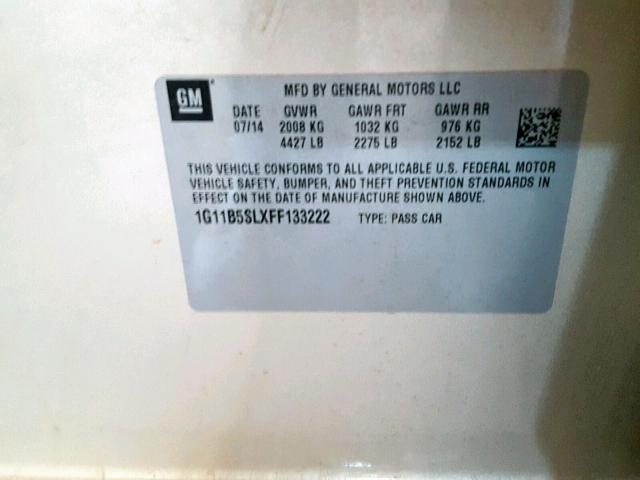 GM
MFD BY GENERAL MOTORS LLC
DATE GVWR GAWR FRT GAWR RR
07/14 2008 KG 1032 KG 976 KG
4427 LB 2275 LB 2152 LB
THIS VEHICLE CONFORMS TO ALL APPLICABLE U.S. FEDERAL MOTOR
VEHICLE SAFETY, BUMPER, AND THEFT PREVENTION STANDARDS IN
EFFECT ON THE DATE OF MANUFACTURE SHOWN ABOVE.
1G11B5SLXFF133222 TYPE: PASS CAR